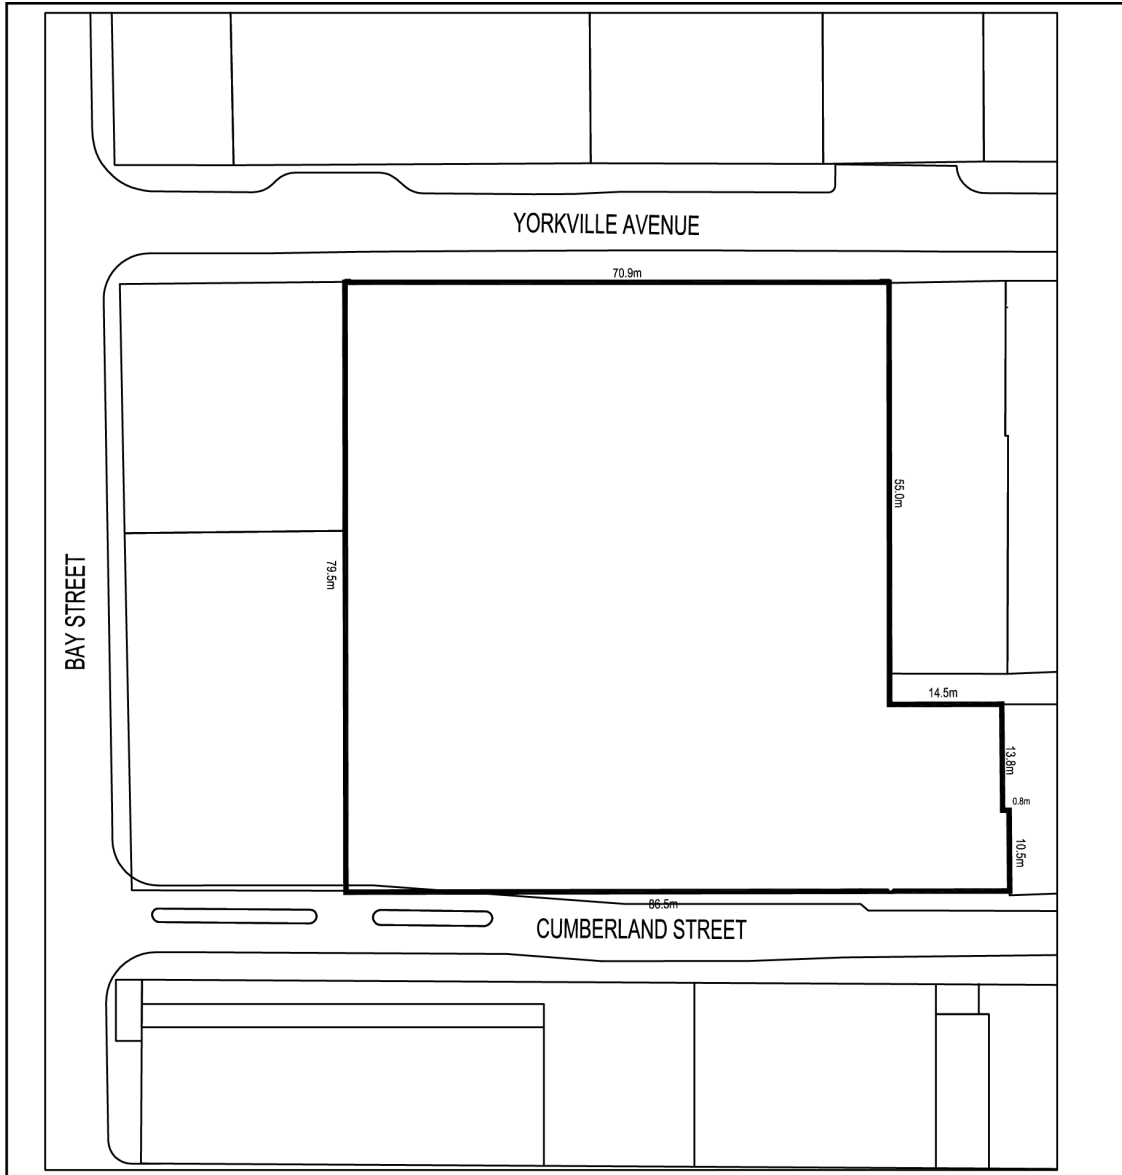 YORKVILLE AVENUE
70.9m
55.0m
79.5m
BAY STREET
14.5m
13.8m
0.8m
10.5m
86.5m
CUMBERLAND STREET